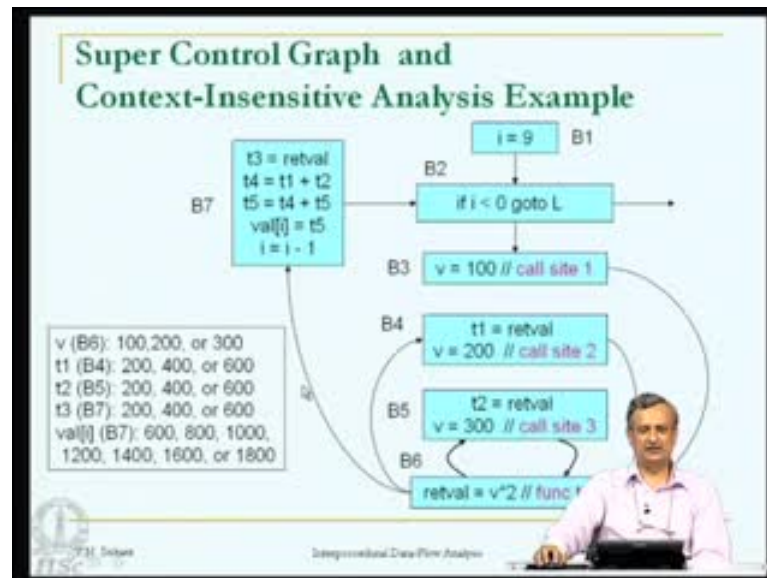 Super Control Graph and
Context-Insensitive Analysis Example
i = 9 B1
B2
t3 = retval
t4 = t1 + t2
t5 = t4 + t5
val[i] = t5
i = i - 1
B7
if i < 0 goto L
B3 v = 100 // call site 1
B4
t1 = retval
v = 200 // call site 2
B5
t2 = retval
v = 300 // call site 3
B6
retval = v^2 // func
v (B6): 100,200, or 300
t1 (B4): 200, 400, or 600
t2 (B5): 200, 400, or 600
t3 (B7): 200, 400, or 600
val[i] (B7): 600, 800, 1000,
1200, 1400, 1600, or 1800
Interprocedural Data-Flow Analysis